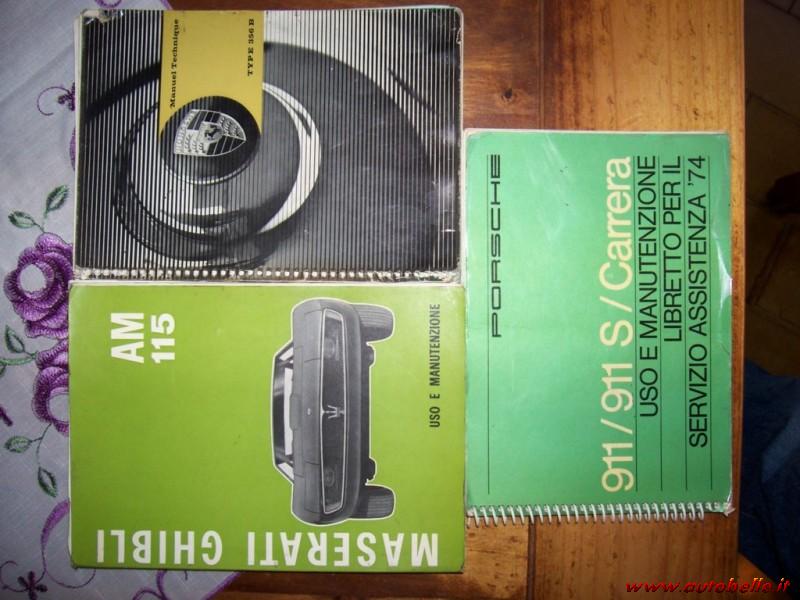 Manuel Technique
TYPE 356 B
AM
115
USO E MANUTENZIONE
MASERATI GHIBLI
PORSCHE
911/911 S/Carrera
USO E MANUTENZIONE
LIBRETTO PER IL
SERVIZIO ASSISTENZA '74
www.autobelle.it